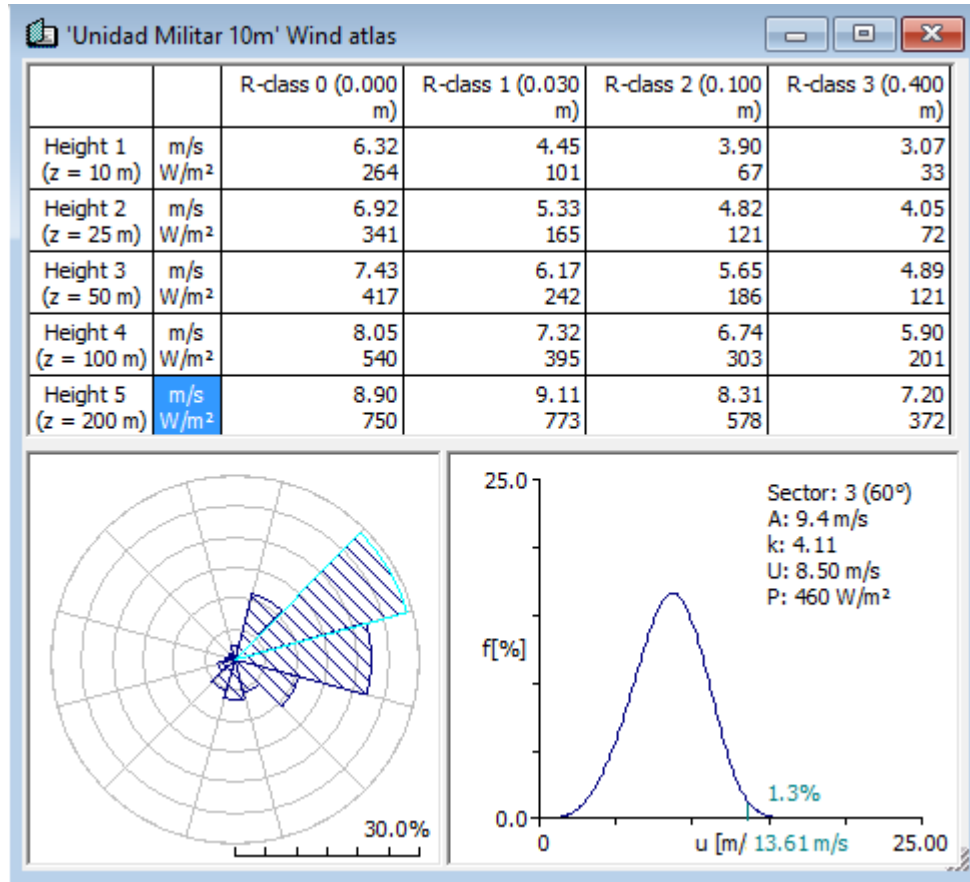 'Unidad Militar 10m' Wind atlas
R-class 0 (0.000 m) R-class 1 (0.030 m) R-class 2 (0.100 m) R-class 3 (0.400 m)
Height 1 m/s 6.32 4.45 3.90 3.07
(z = 10 m) W/m² 264 101 67 33
Height 2 m/s 6.92 5.33 4.82 4.05
(z = 25 m) W/m² 341 165 121 72
Height 3 m/s 7.43 6.17 5.65 4.89
(z = 50 m) W/m² 417 242 186 121
Height 4 m/s 8.05 7.32 6.74 5.90
(z = 100 m) W/m² 540 395 303 201
Height 5 m/s 8.90 9.11 8.31 7.20
(z = 200 m) W/m² 750 773 578 372
30.0%
25.0
Sector: 3 (60°)
A: 9.4 m/s
k: 4.11
U: 8.50 m/s
P: 460 W/m²
f[%]
1.3%
0.0
0 u [m/ 13.61 m/s 25.00